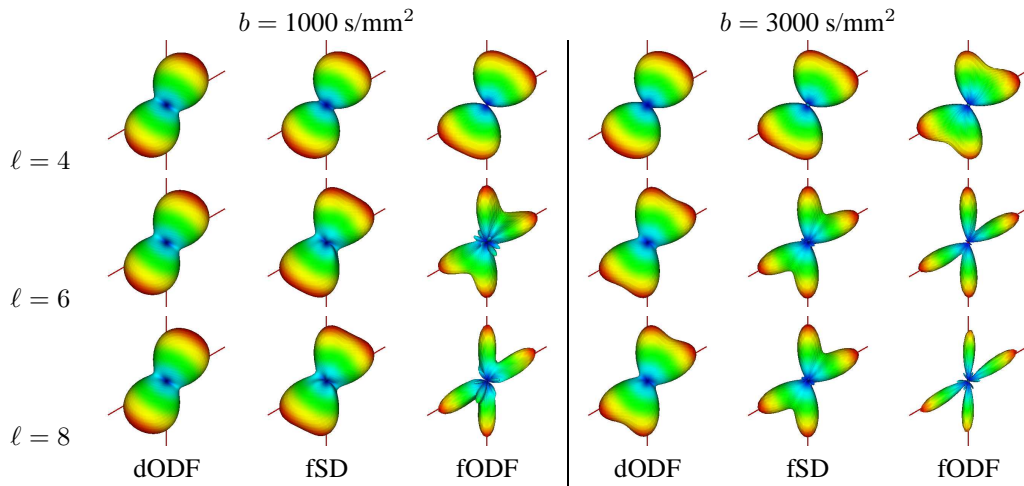 b = 1000 s/mm²
b = 3000 s/mm²
ℓ = 4
ℓ = 6
ℓ = 8
dODF fSD fODF dODF fSD fODF